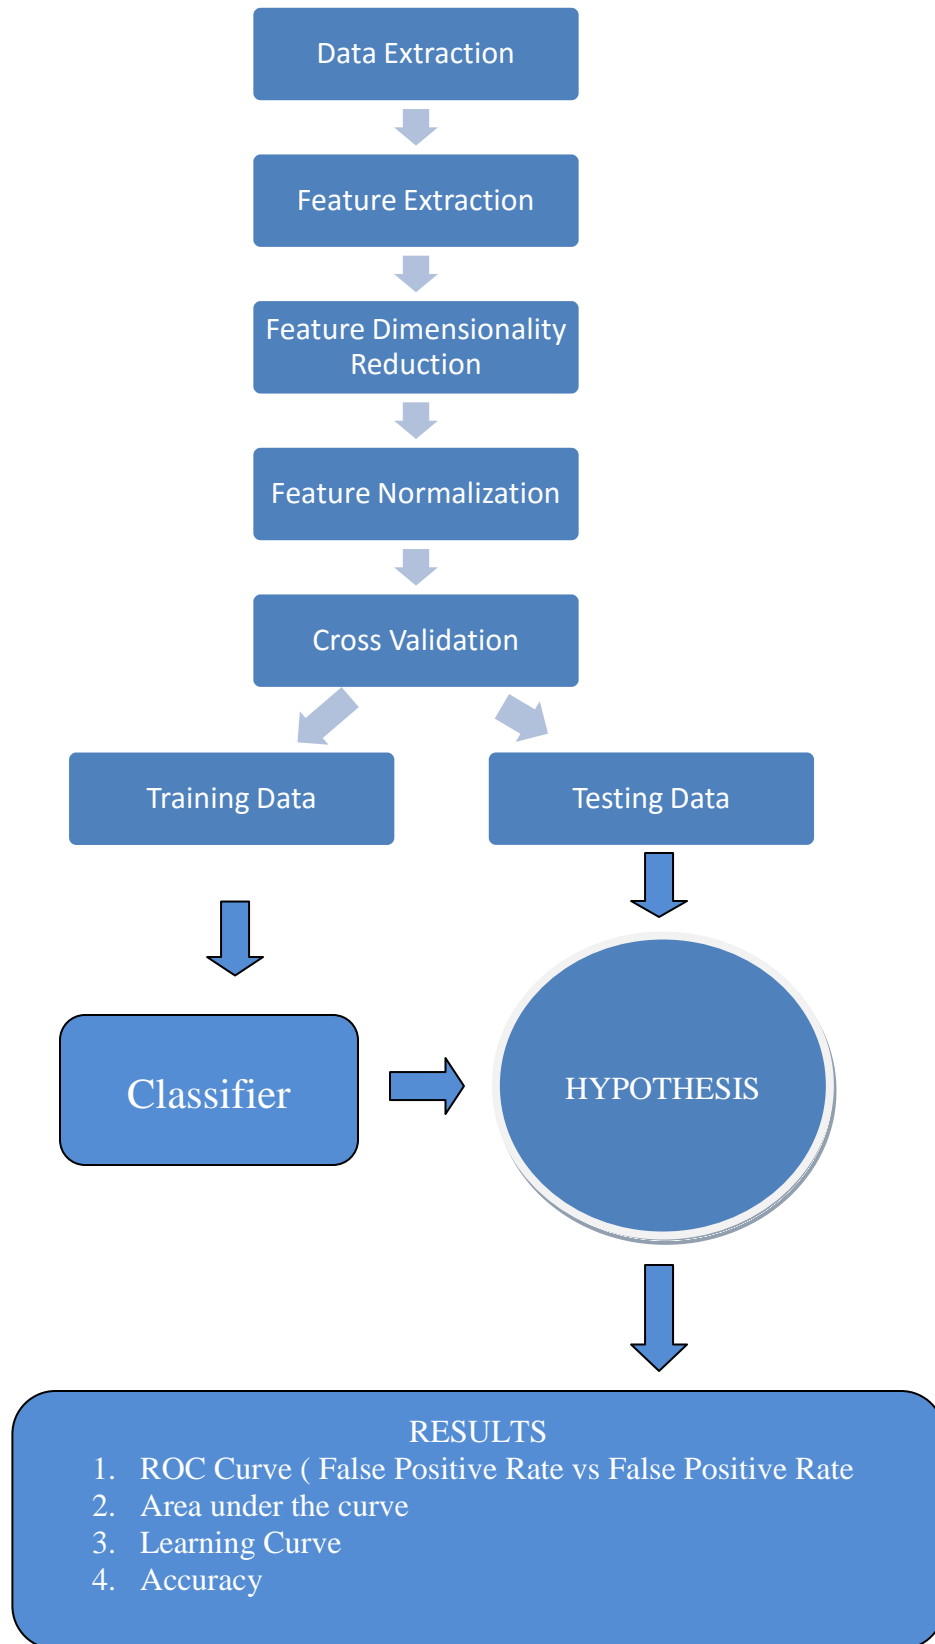 Data Extraction
Feature Extraction
Feature Dimensionality
Reduction
Feature Normalization
Cross Validation
Training Data
Testing Data
Classifier
HYPOTHESIS
RESULTS
1. ROC Curve ( False Positive Rate vs False Positive Rate
2. Area under the curve
3. Learning Curve
4. Accuracy